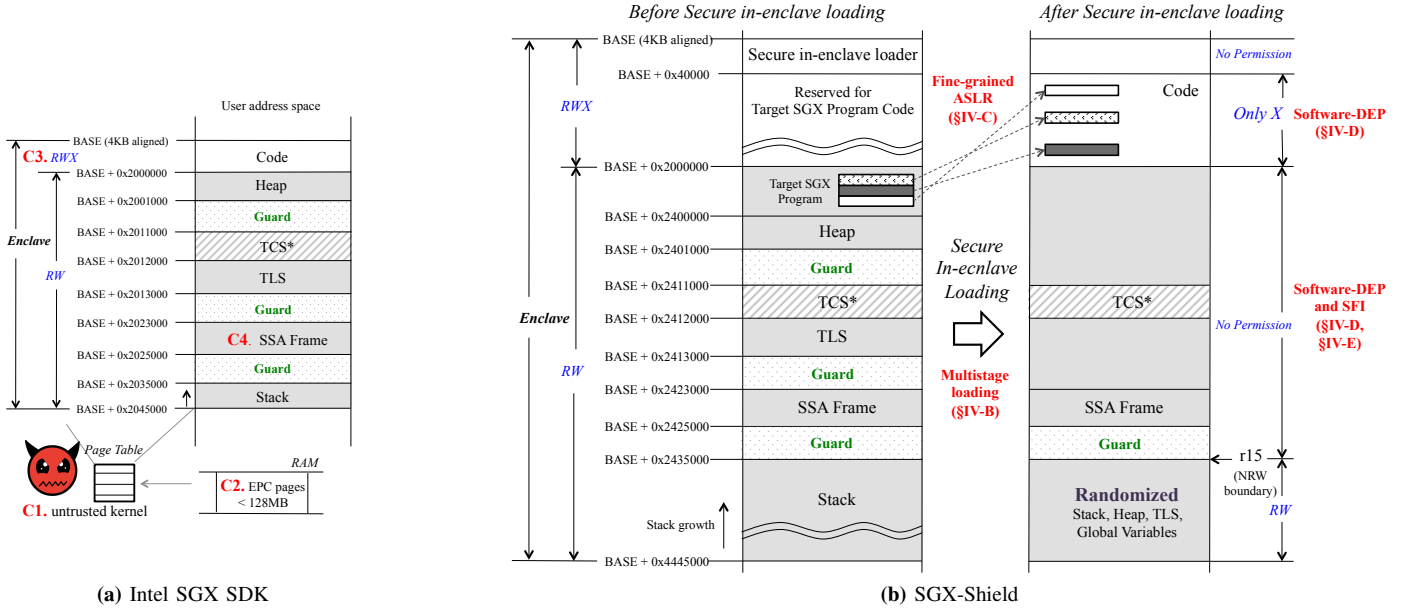 User address space
BASE (4KB aligned)
C3. RWX
Code
BASE + 0x2000000
Heap
BASE + 0x2001000
Guard
BASE + 0x2011000
Enclave
TCS*
BASE + 0x2012000
RW
TLS
BASE + 0x2013000
Guard
BASE + 0x2023000
C4. SSA Frame
BASE + 0x2025000
Guard
BASE + 0x2035000
Stack
BASE + 0x2045000
Page Table
RAM
C2. EPC pages
< 128MB
C1. untrusted kernel
(a) Intel SGX SDK
Before Secure in-enclave loading
BASE (4KB aligned)
Secure in-enclave loader
BASE + 0x40000
RWX
Reserved for
Target SGX Program Code
BASE + 0x2000000
Target SGX
Program
BASE + 0x2400000
Heap
BASE + 0x2401000
Guard
BASE + 0x2411000
TCS*
Enclave
BASE + 0x2412000
TLS
RW
BASE + 0x2413000
Guard
BASE + 0x2423000
SSA Frame
BASE + 0x2425000
Guard
BASE + 0x2435000
Stack
Stack growth
BASE + 0x4445000
Fine-grained
ASLR
(§IV-C)
Secure
In-ecnlave
Loading
Multistage
loading
(§IV-B)
After Secure in-enclave loading
No Permission
Code
Only X
Software-DEP
(§IV-D)
TCS*
No Permission
Software-DEP
and SFI
(§IV-D,
§IV-E)
SSA Frame
Guard
r15
(NRW
boundary)
Randomized
Stack, Heap, TLS,
Global Variables
RW
(b) SGX-Shield